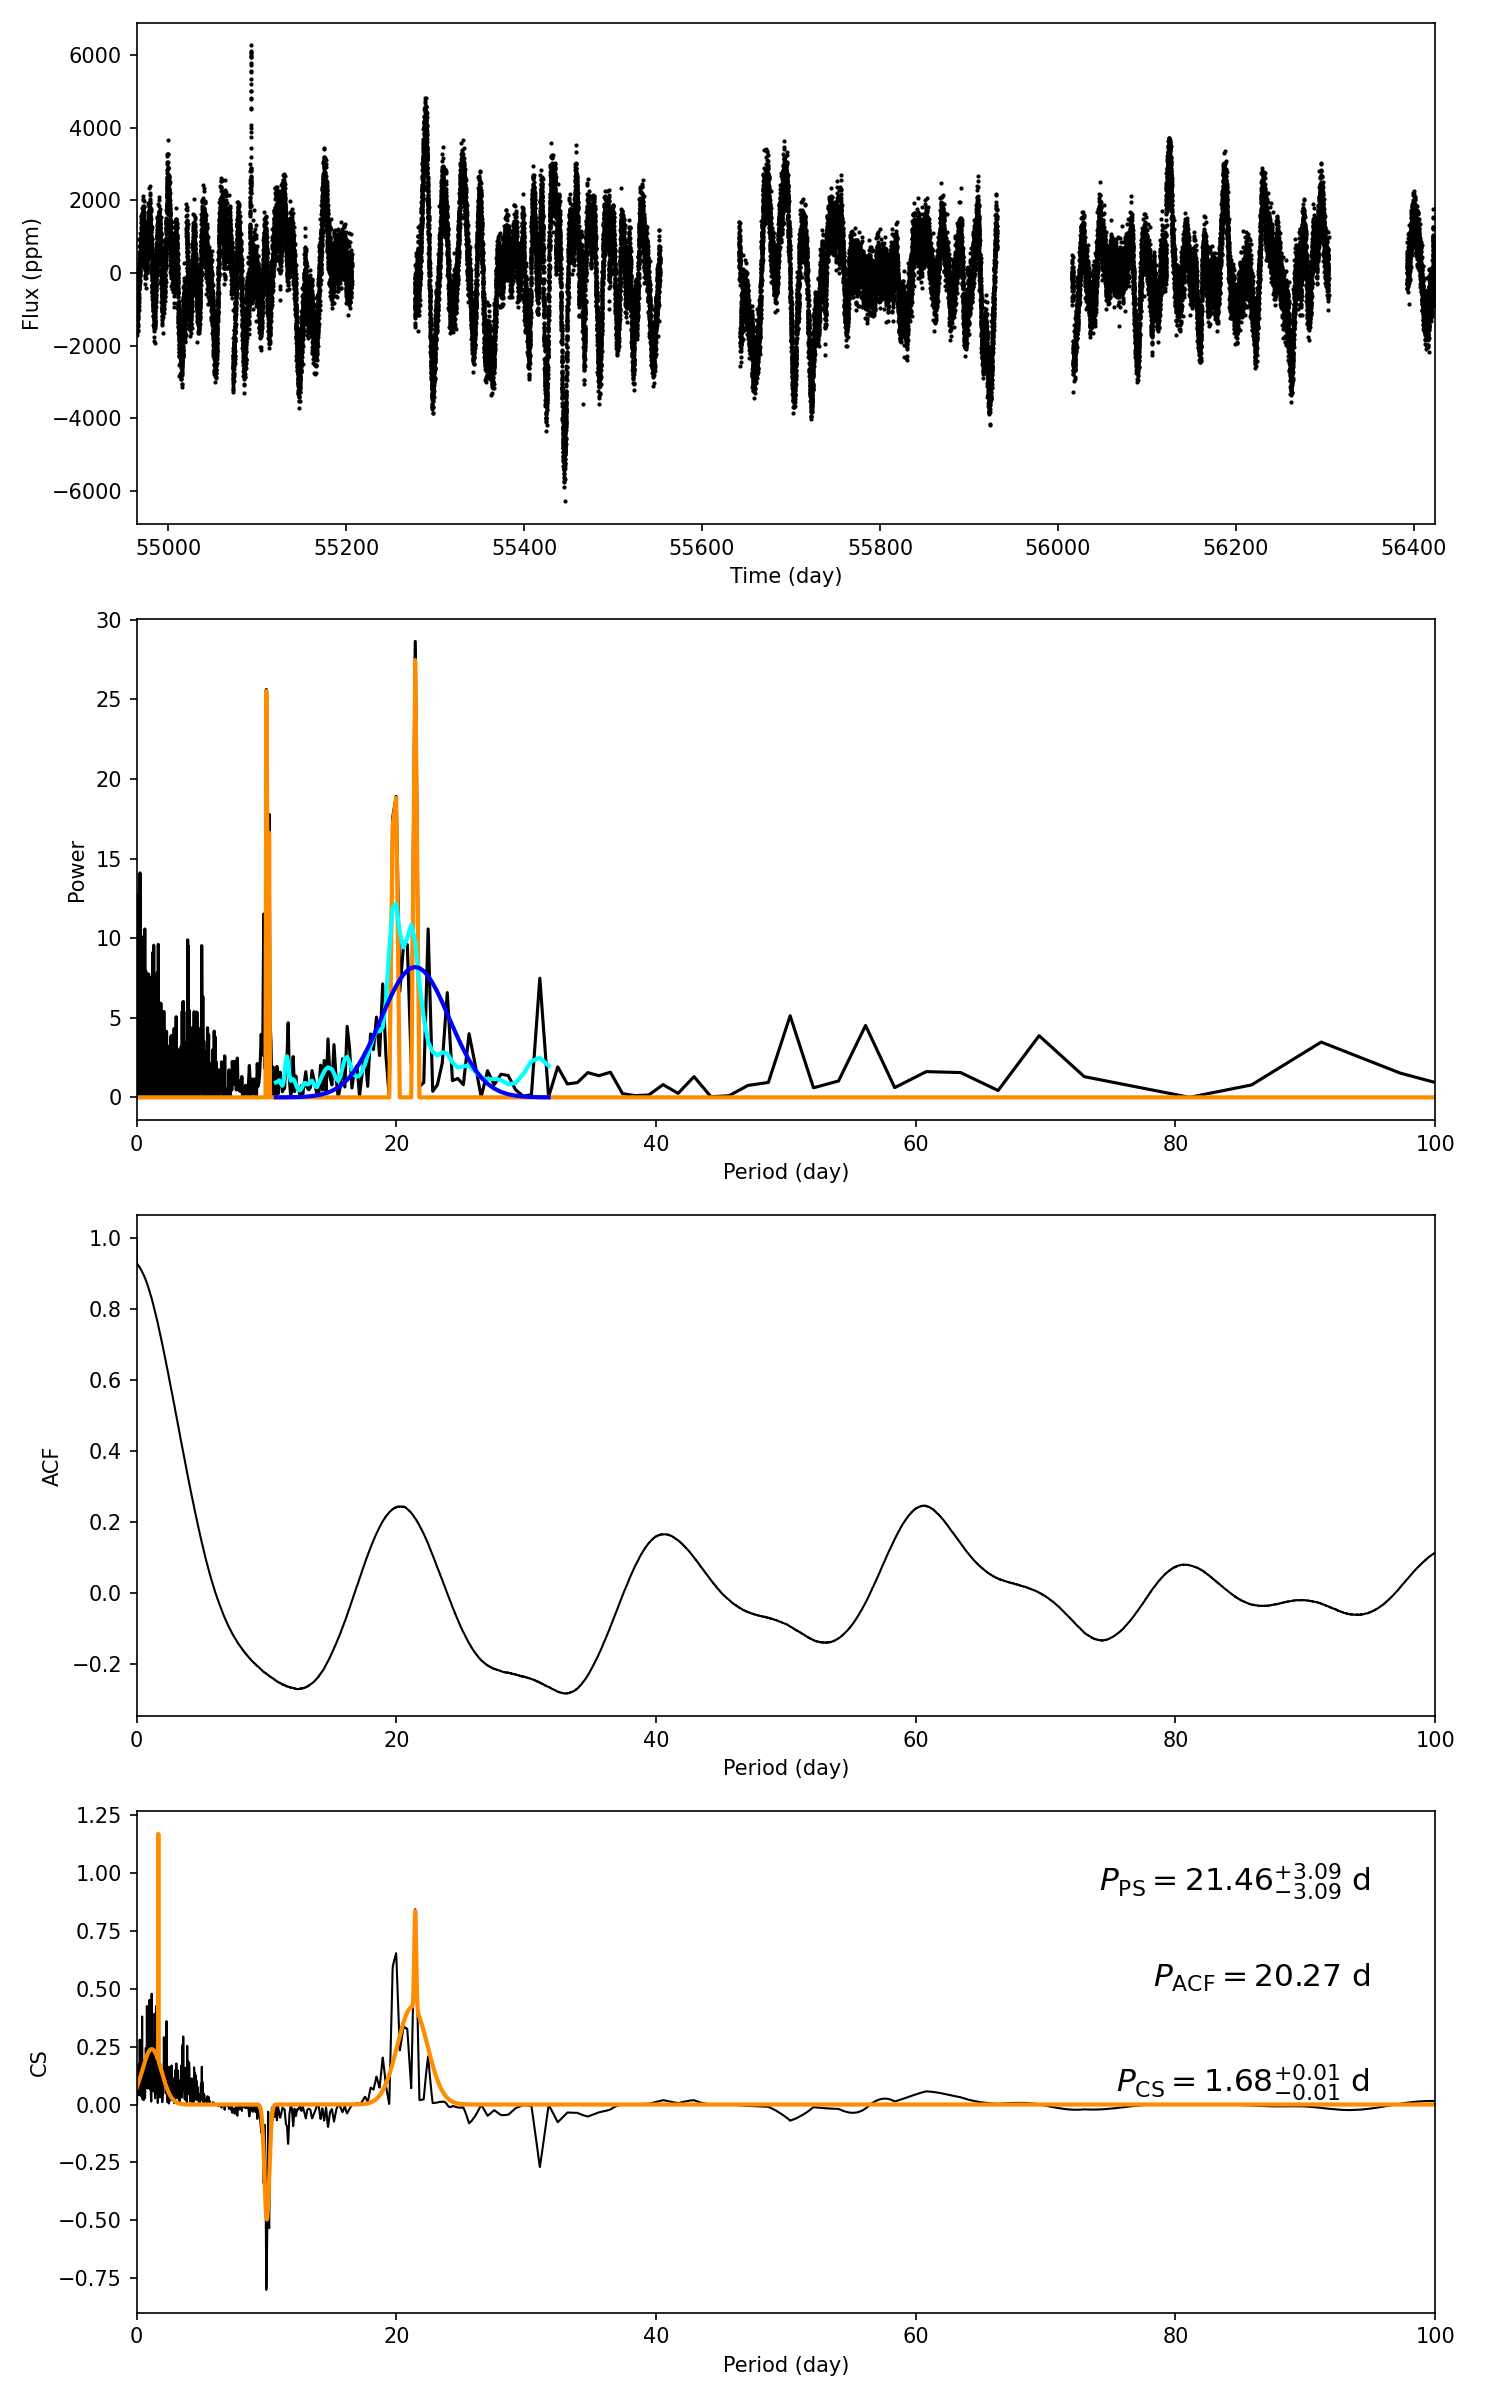 6000
4000
2000
0
−2000
−4000
−6000
Flux (ppm)
55000 55200 55400 55600 55800 56000 56200 56400
Time (day)
30
25
20
15
10
5
0
Power
0 20 40 60 80 100
Period (day)
1.0
0.8
0.6
0.4
0.2
0.0
−0.2
ACF
0 20 40 60 80 100
Period (day)
1.25
1.00
0.75
0.50
0.25
0.00
−0.25
−0.50
−0.75
CS
P_PS = 21.46^{+3.09}_{−3.09} d
P_ACF = 20.27 d
P_CS = 1.68^{+0.01}_{−0.01} d
0 20 40 60 80 100
Period (day)